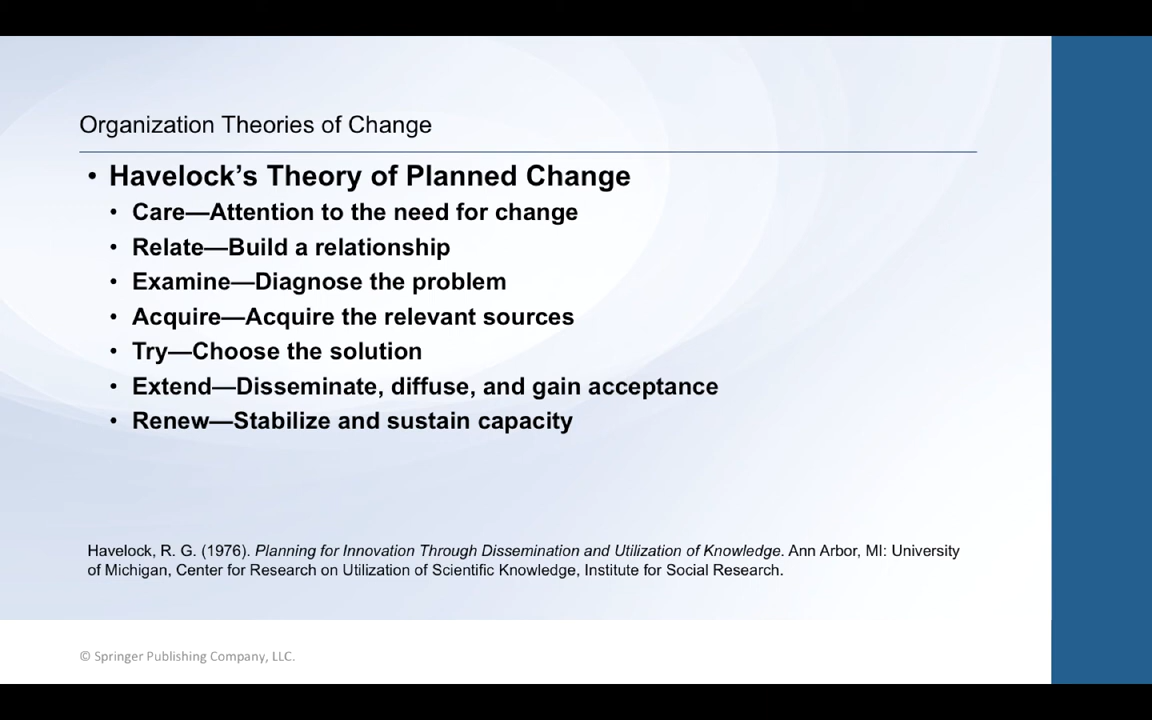 Organization Theories of Change
• Havelock’s Theory of Planned Change
• Care—Attention to the need for change
• Relate—Build a relationship
• Examine—Diagnose the problem
• Acquire—Acquire the relevant sources
• Try—Choose the solution
• Extend—Disseminate, diffuse, and gain acceptance
• Renew—Stabilize and sustain capacity
Havelock, R. G. (1976). Planning for Innovation Through Dissemination and Utilization of Knowledge. Ann Arbor, MI: University
of Michigan, Center for Research on Utilization of Scientific Knowledge, Institute for Social Research.
© Springer Publishing Company, LLC.